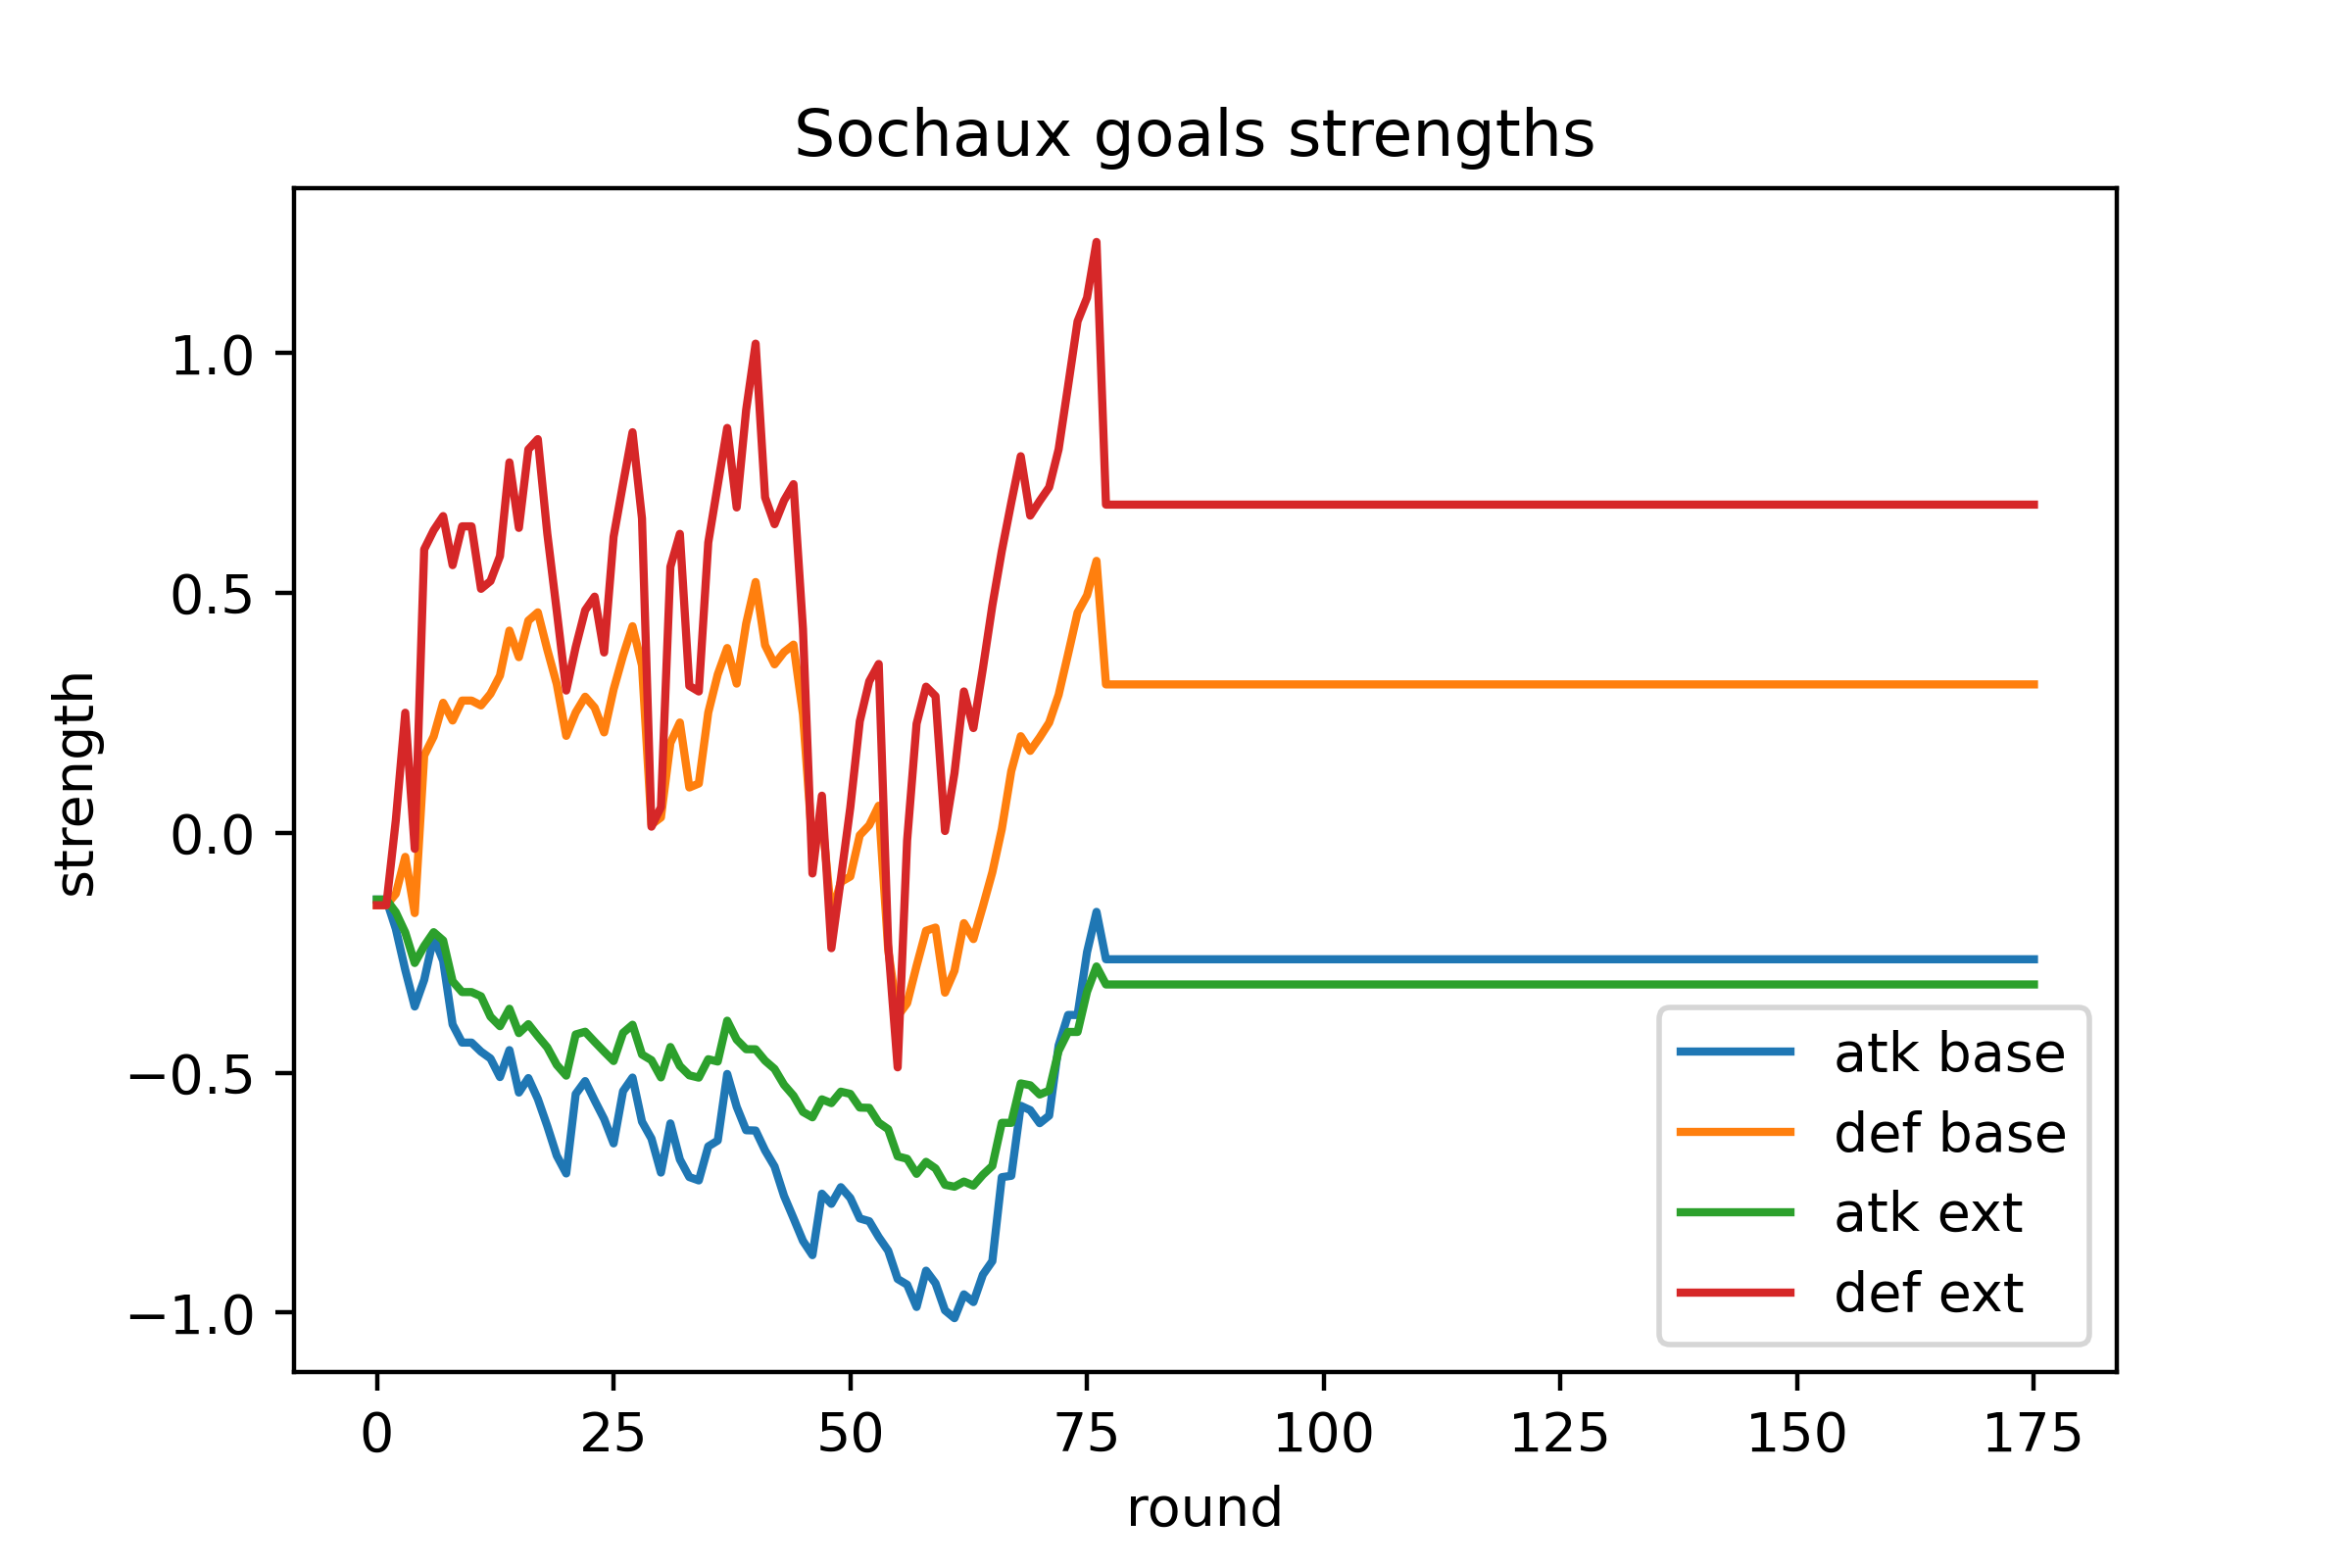 Sochaux goals strengths
strength
1.0
0.5
0.0
−0.5
−1.0
atk base
def base
atk ext
def ext
0 25 50 75 100 125 150 175
round